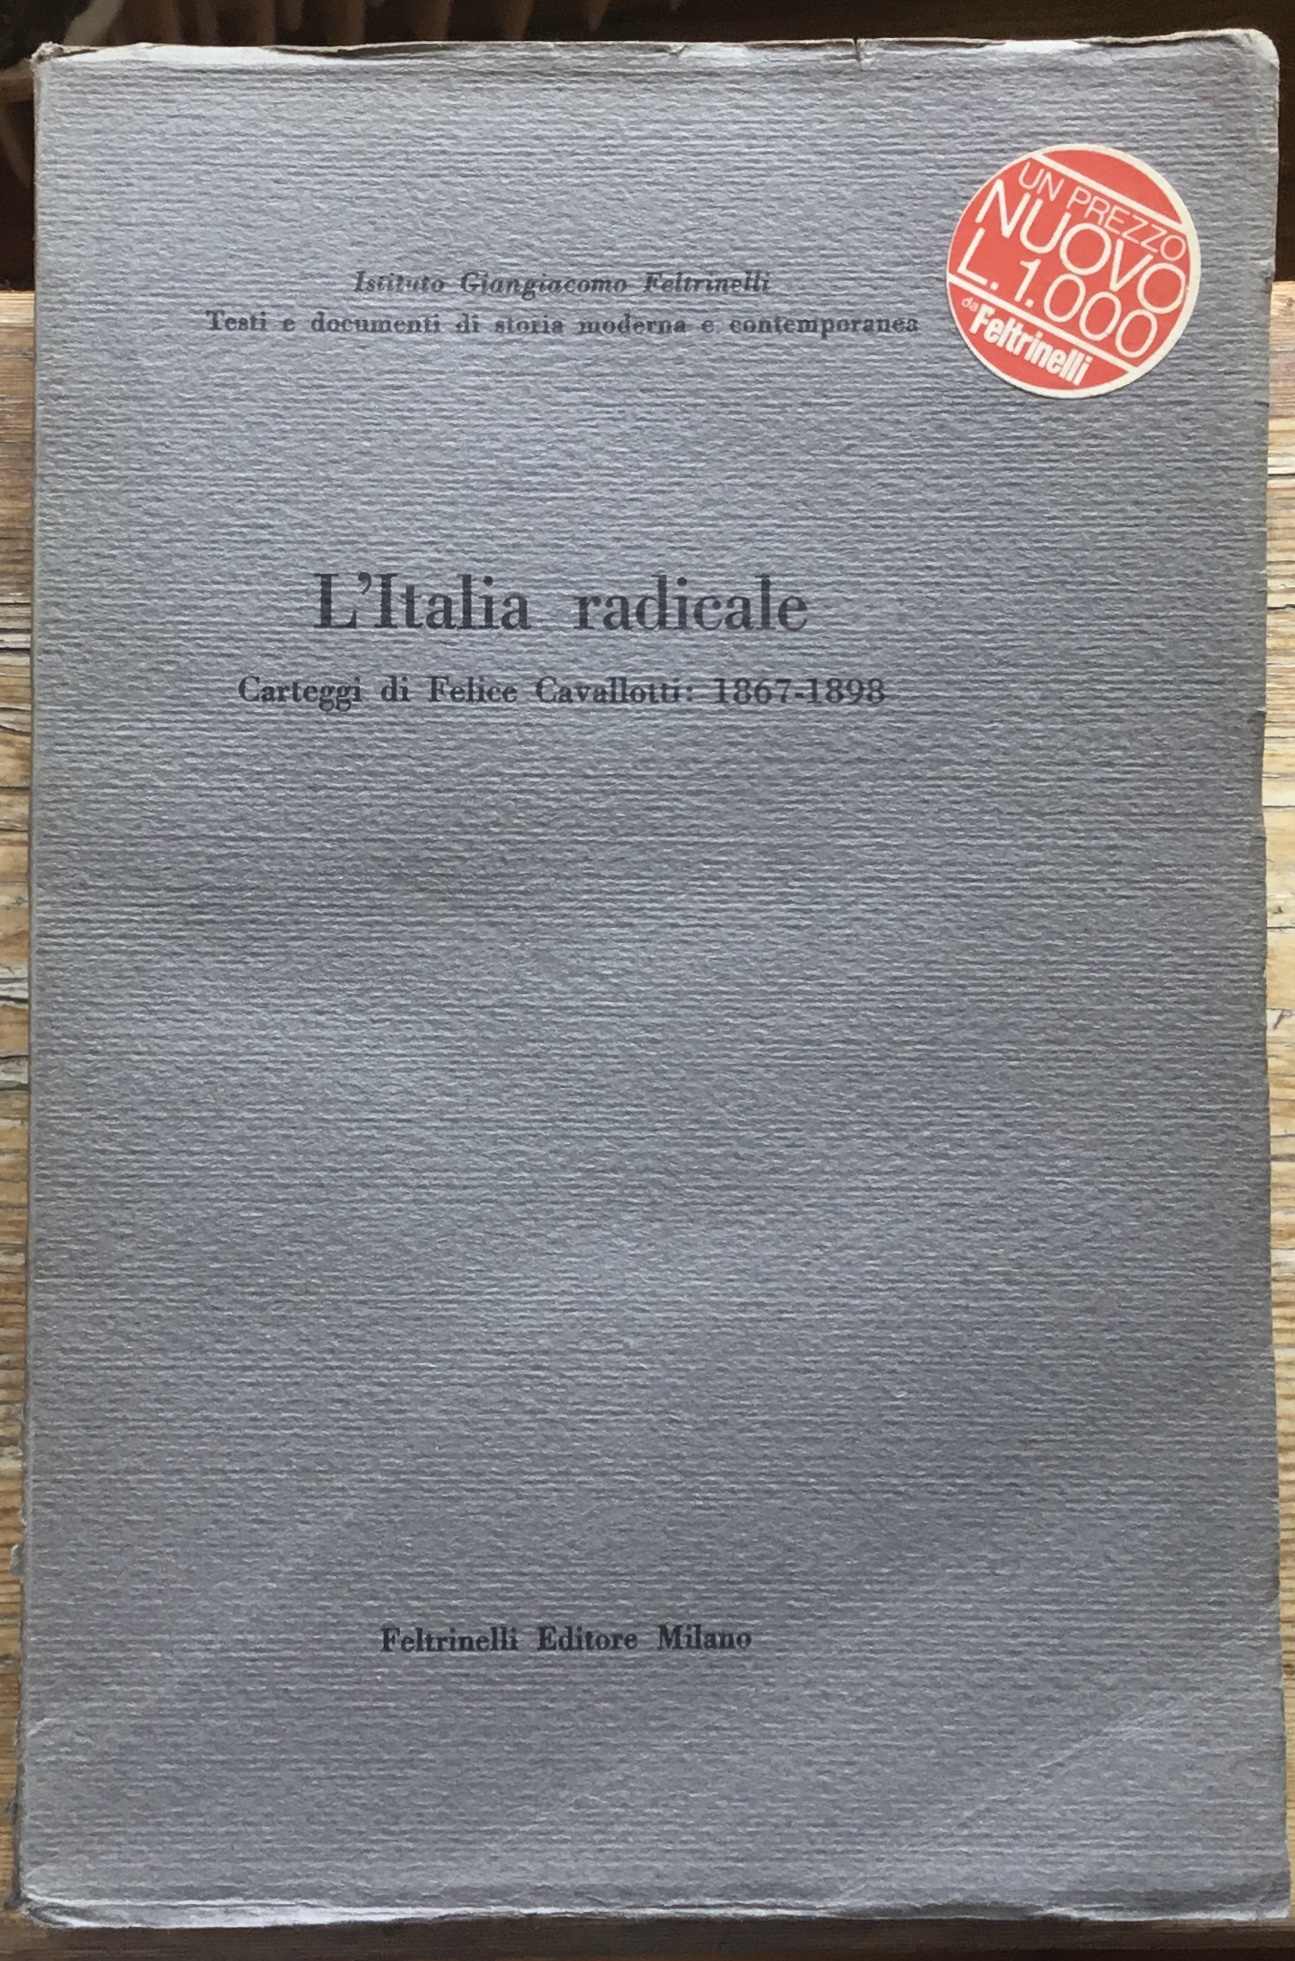 Istituto Giangiacomo Feltrinelli
Testi e documenti di storia moderna e contemporanea
UN PREZZO
NUOVO
L. 1.000
da Feltrinelli
L'Italia radicale
Carteggi di Felice Cavallotti: 1867-1898
Feltrinelli Editore Milano